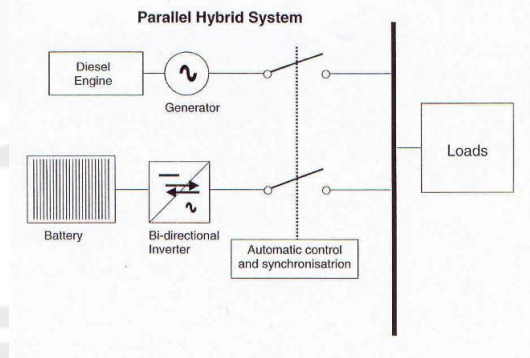 Parallel Hybrid System
Diesel
Engine
Generator
Loads
Battery
Bi-directional
Inverter
Automatic control
and synchronisatrion